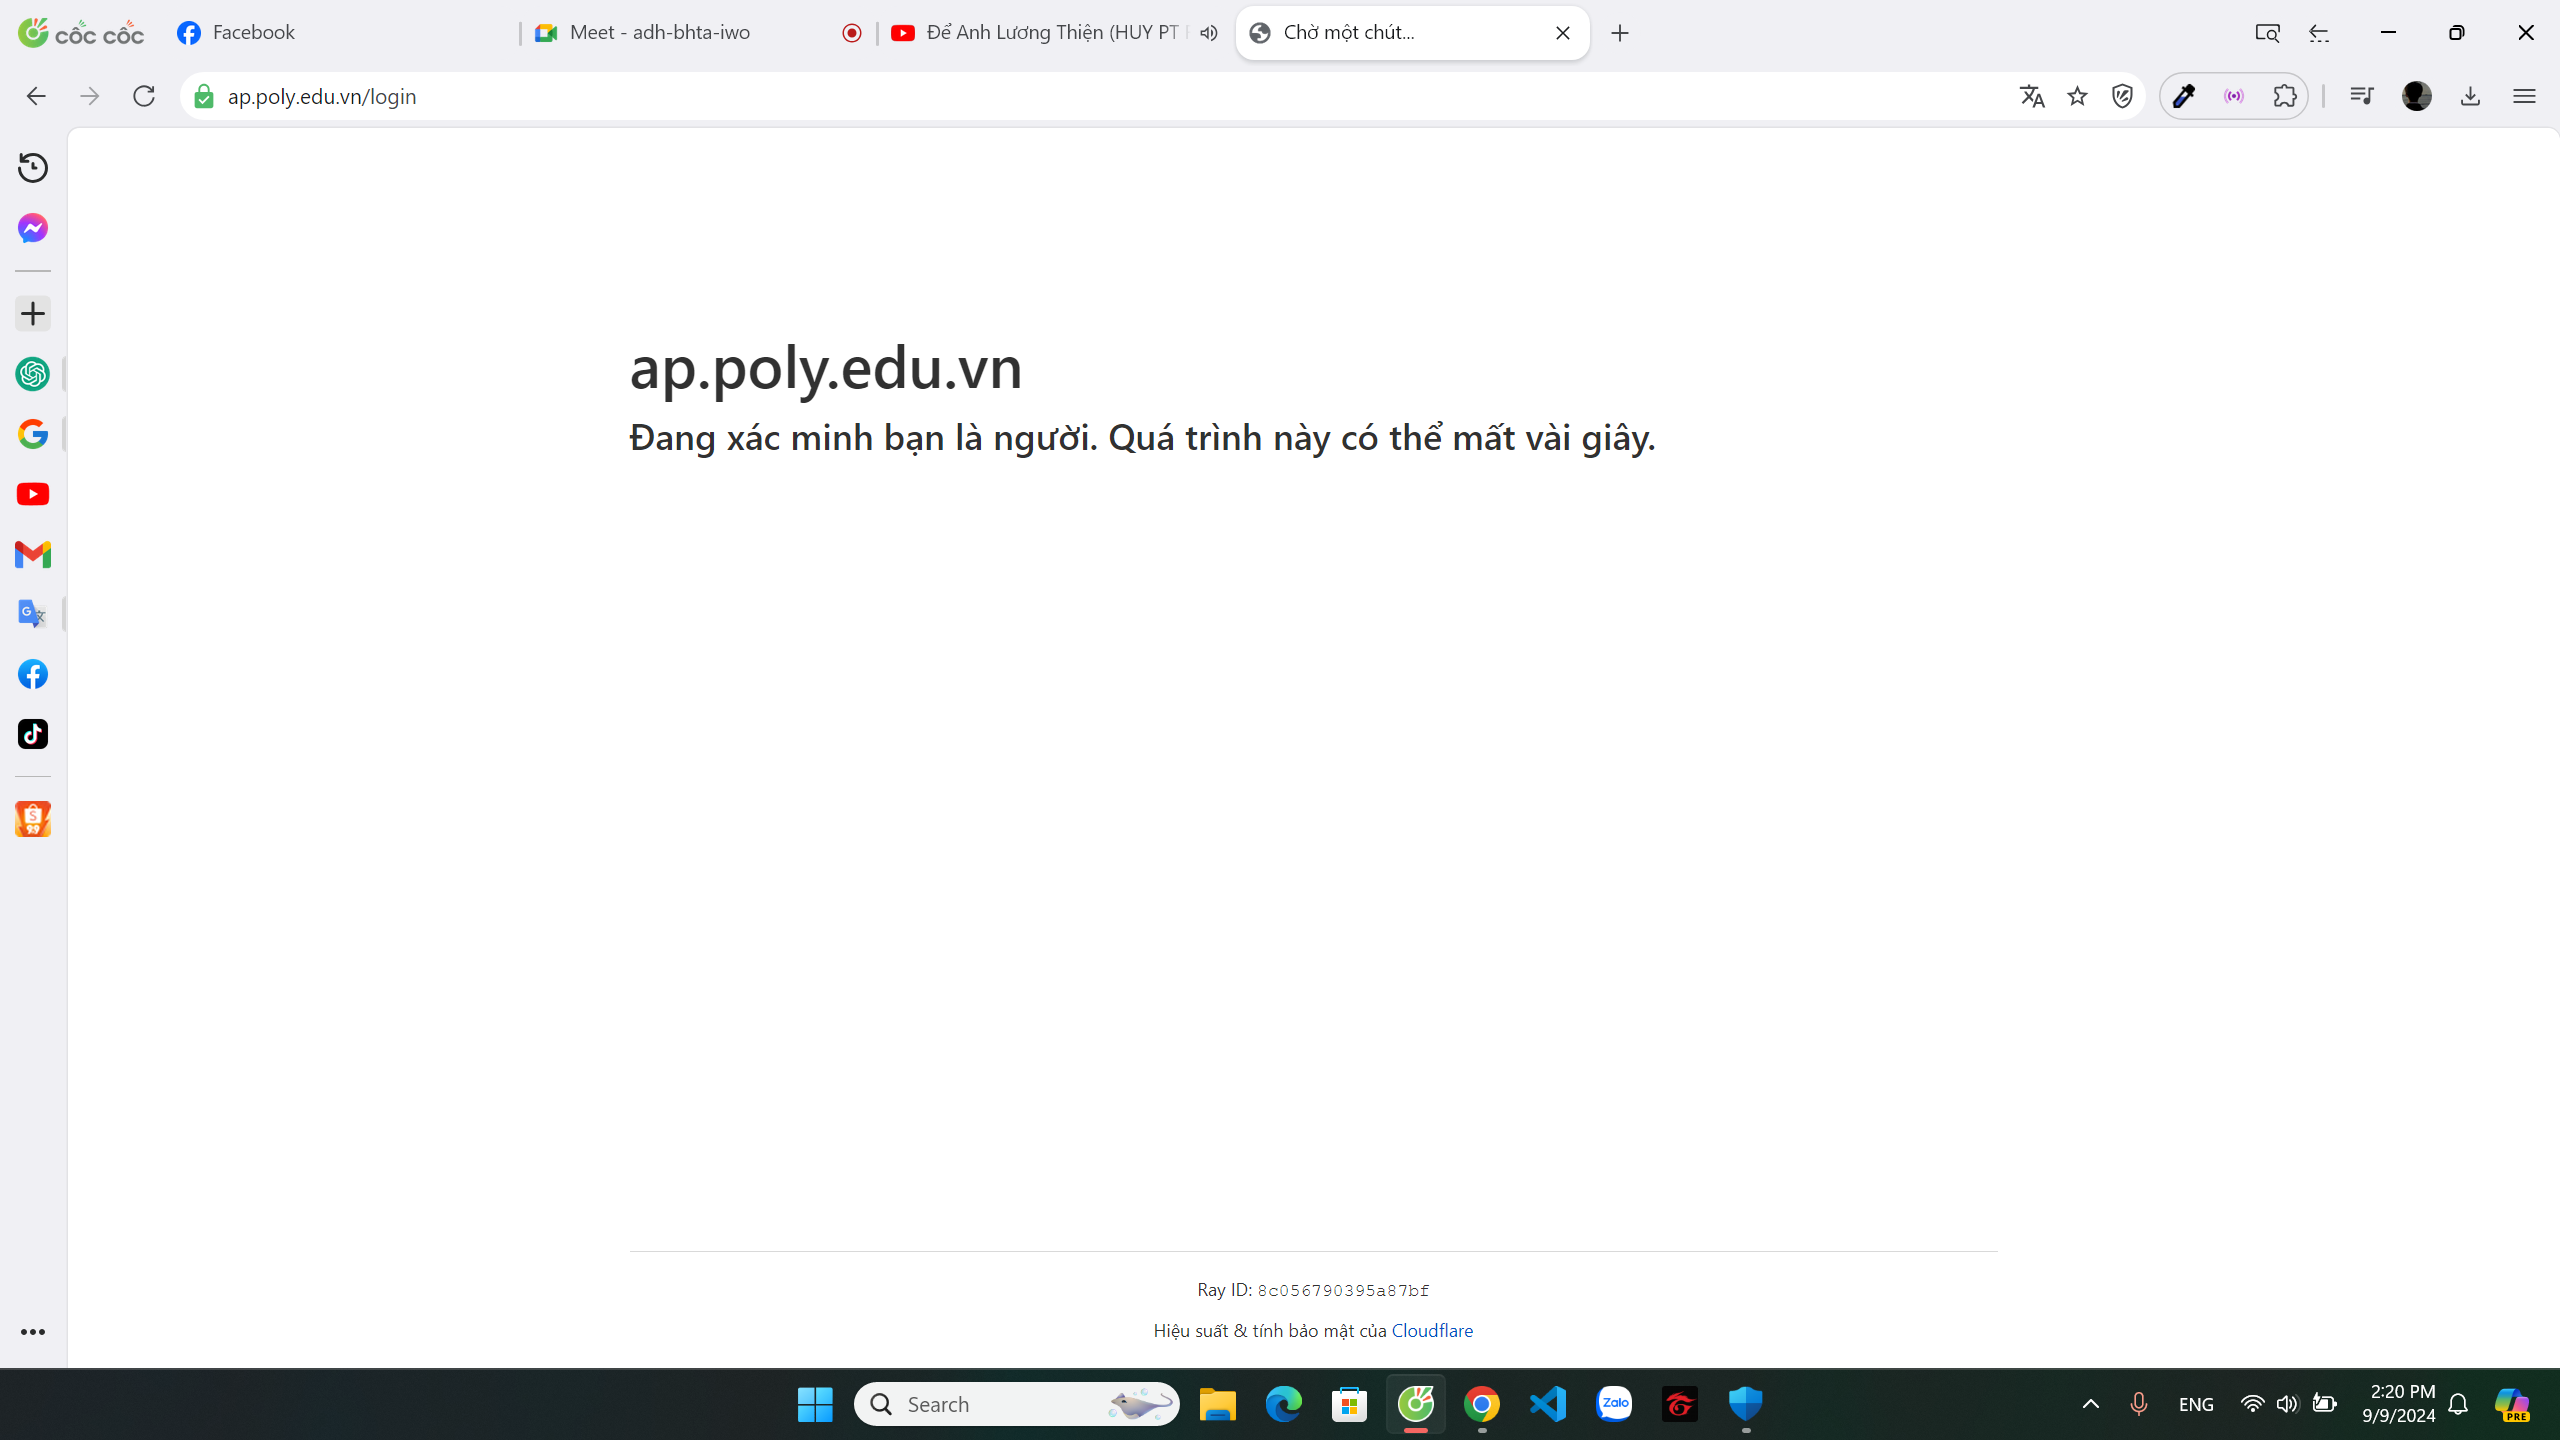 cốc cốc
Facebook
Meet - adh-bhta-iwo
Để Anh Lương Thiện (HUY PT
Chờ một chút...
ap.poly.edu.vn/login
ap.poly.edu.vn
Đang xác minh bạn là người. Quá trình này có thể mất vài giây.
Ray ID: 8c056790395a87bf
Hiệu suất & tính bảo mật của Cloudflare
Search
Zalo
ENG
2:20 PM
9/9/2024
PRE